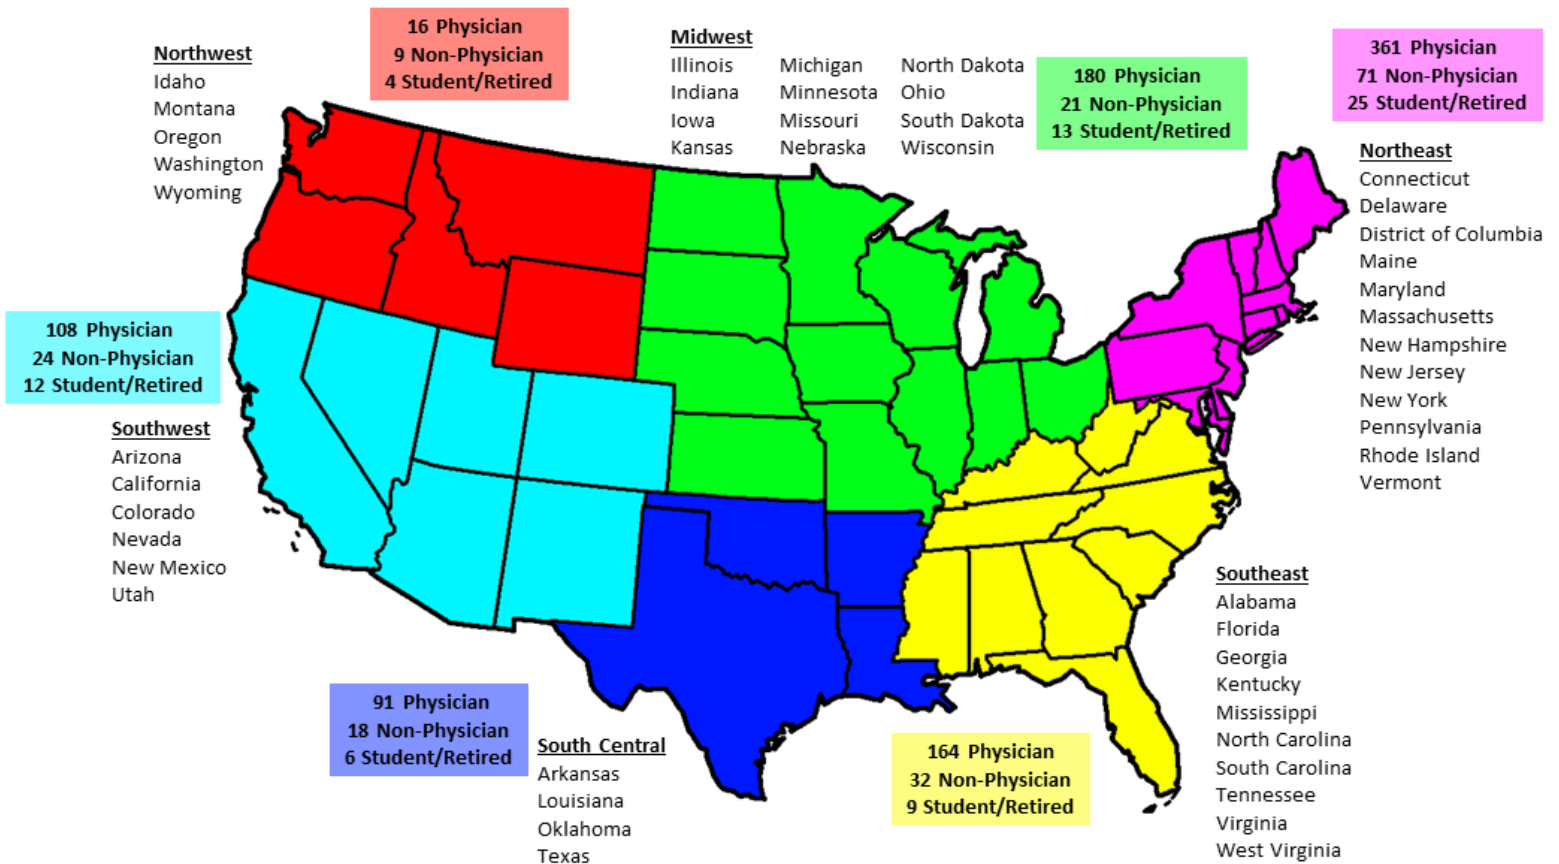 16 Physician
9 Non-Physician
4 Student/Retired
Northwest
Idaho
Montana
Oregon
Washington
Wyoming
Midwest
Illinois Michigan North Dakota
Indiana Minnesota Ohio
Iowa Missouri South Dakota
Kansas Nebraska Wisconsin
180 Physician
21 Non-Physician
13 Student/Retired
361 Physician
71 Non-Physician
25 Student/Retired
Northeast
Connecticut
Delaware
District of Columbia
Maine
Maryland
Massachusetts
New Hampshire
New Jersey
New York
Pennsylvania
Rhode Island
Vermont
108 Physician
24 Non-Physician
12 Student/Retired
Southwest
Arizona
California
Colorado
Nevada
New Mexico
Utah
91 Physician
18 Non-Physician
6 Student/Retired
South Central
Arkansas
Louisiana
Oklahoma
Texas
164 Physician
32 Non-Physician
9 Student/Retired
Southeast
Alabama
Florida
Georgia
Kentucky
Mississippi
North Carolina
South Carolina
Tennessee
Virginia
West Virginia